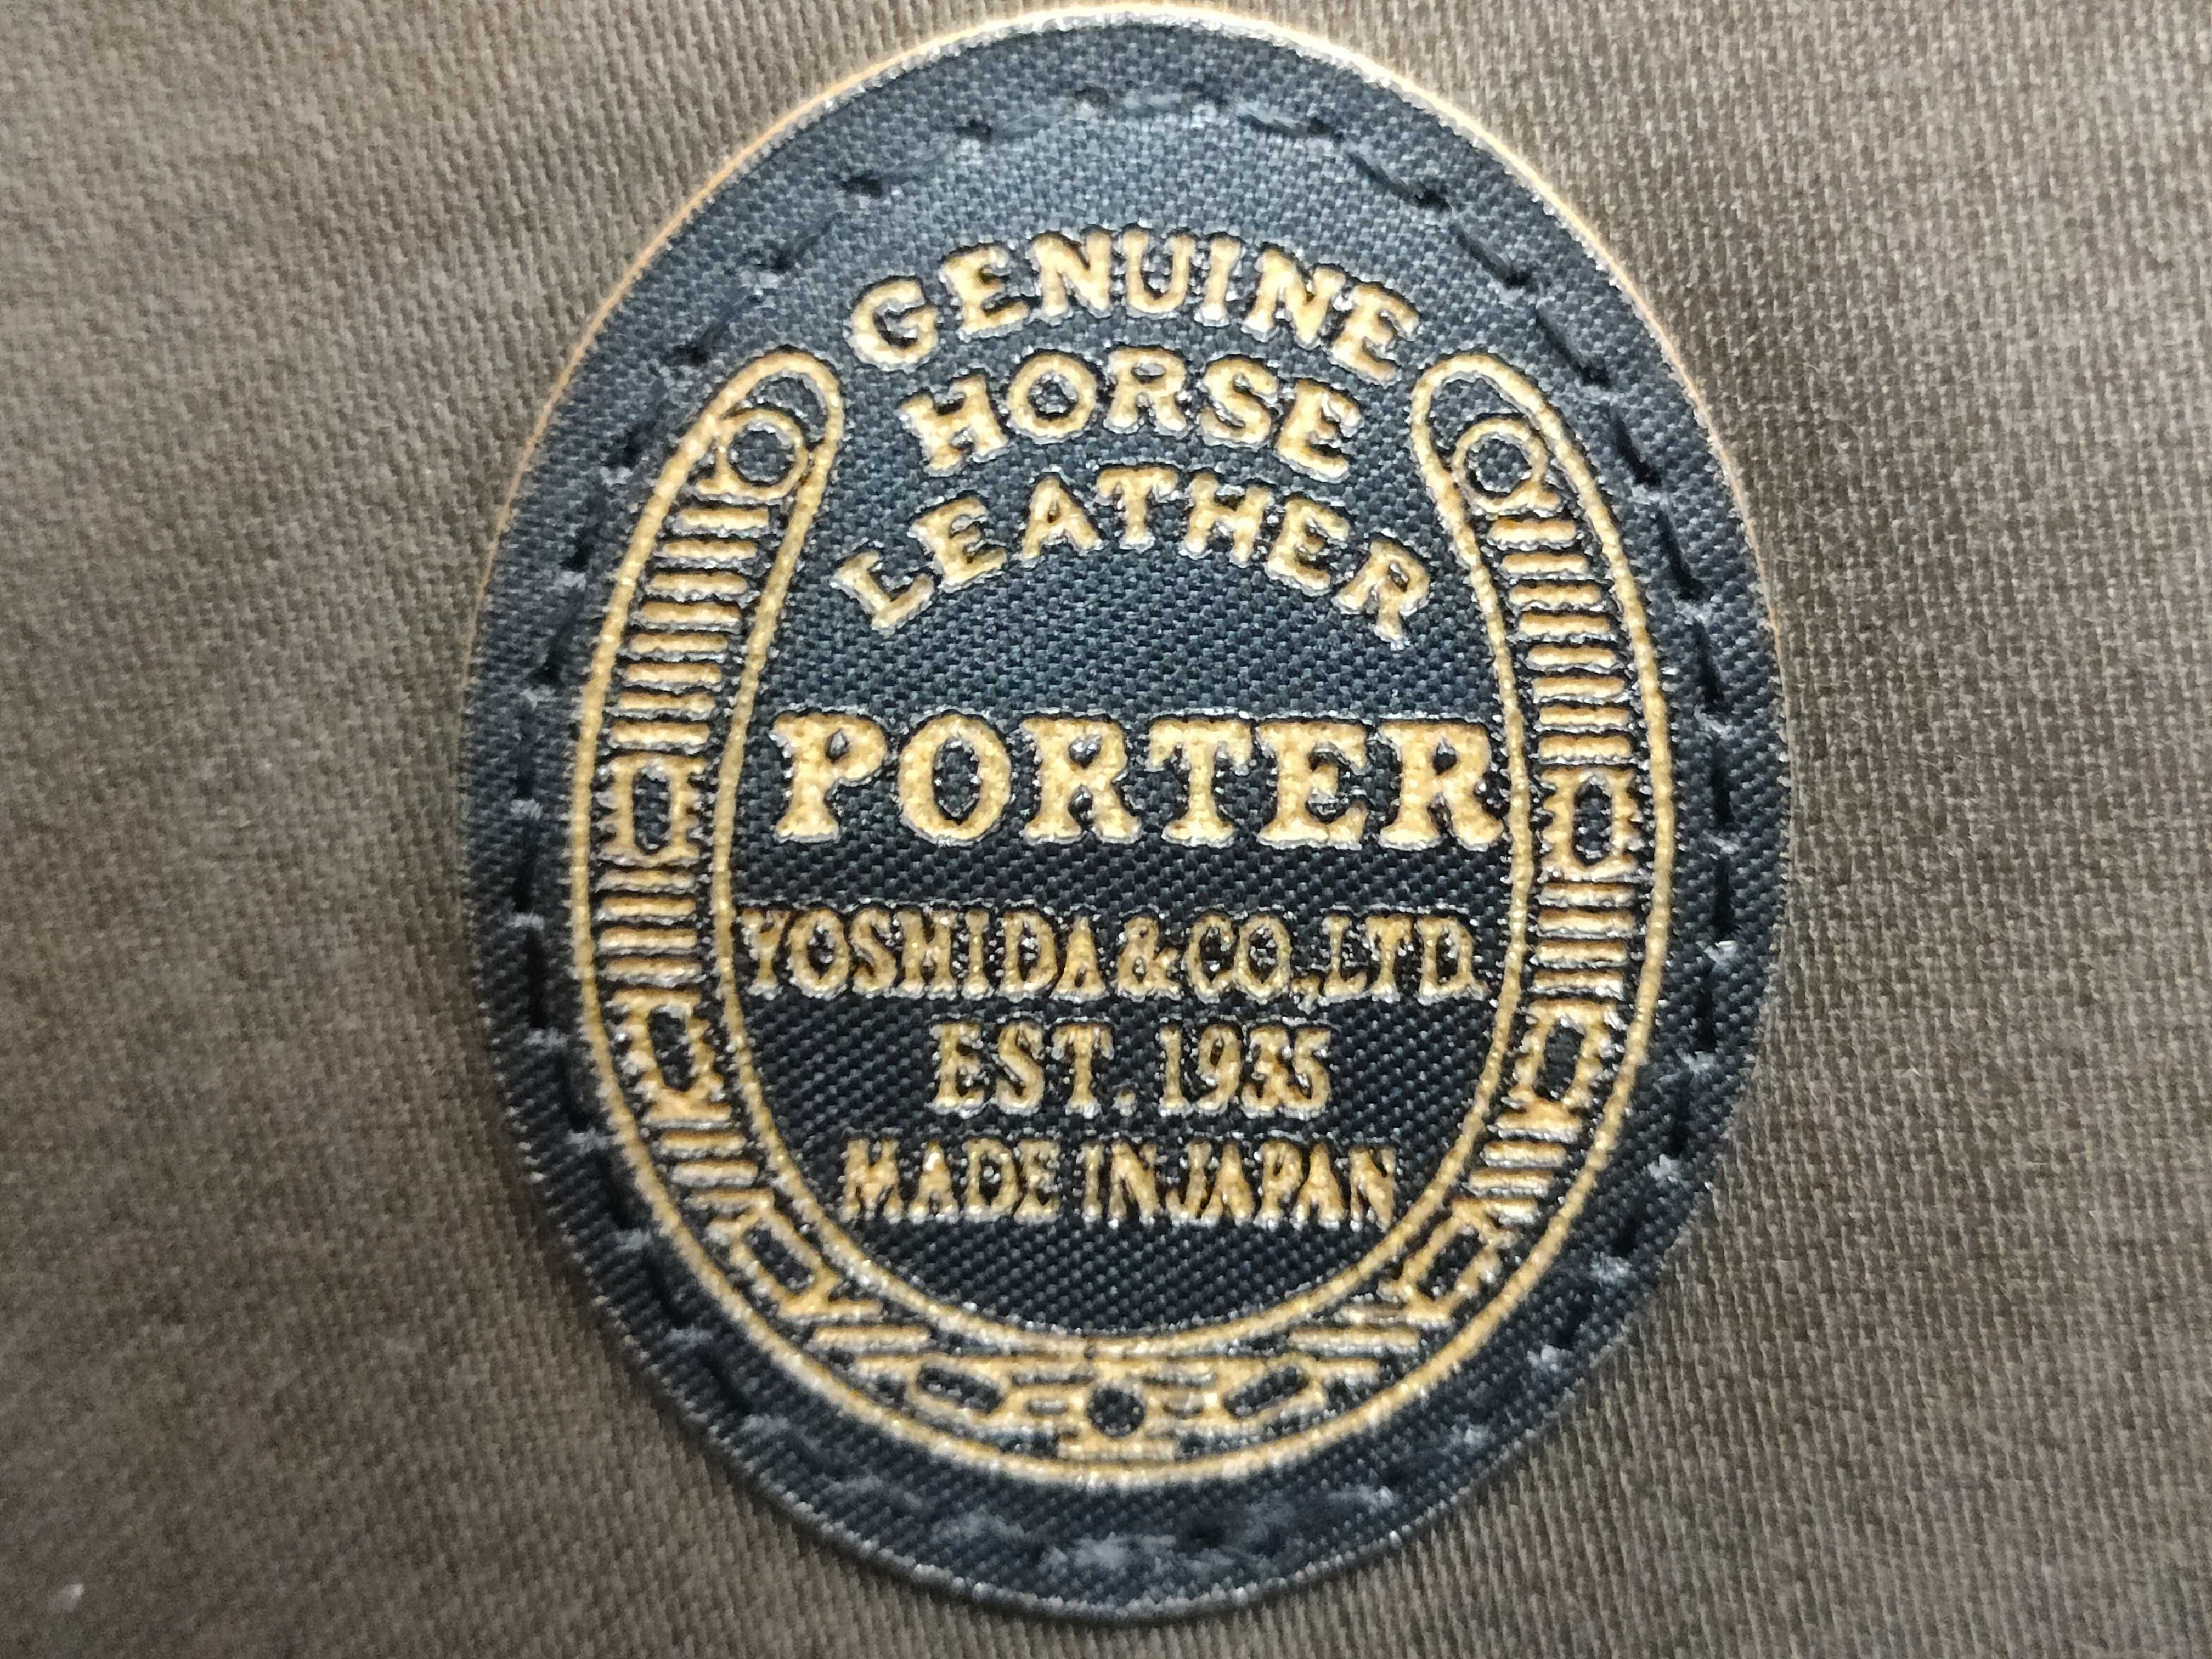 GENUINE
HORSE
LEATHER
PORTER
YOSHIDA & CO., LTD.
EST. 1935
MADE IN JAPAN